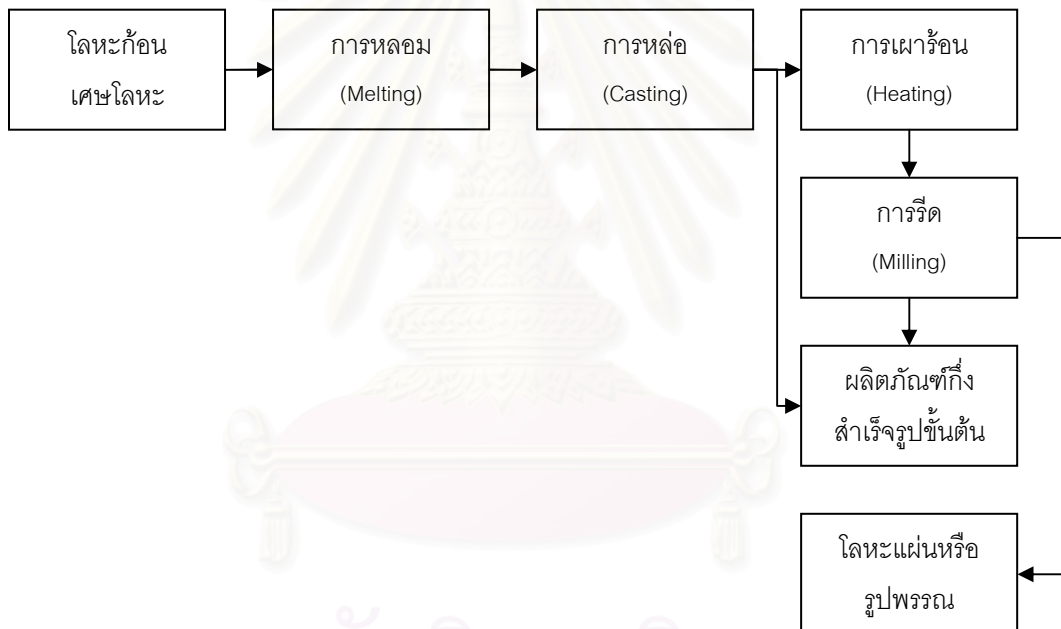 โลหะก้อน
เศษโลหะ
การหลอม
(Melting)
การหล่อ
(Casting)
การเผาร้อน
(Heating)
การรีด
(Milling)
ผลิตภัณฑ์กึ่ง
สำเร็จรูปขั้นต้น
โลหะแผ่นหรือ
รูปพรรณ